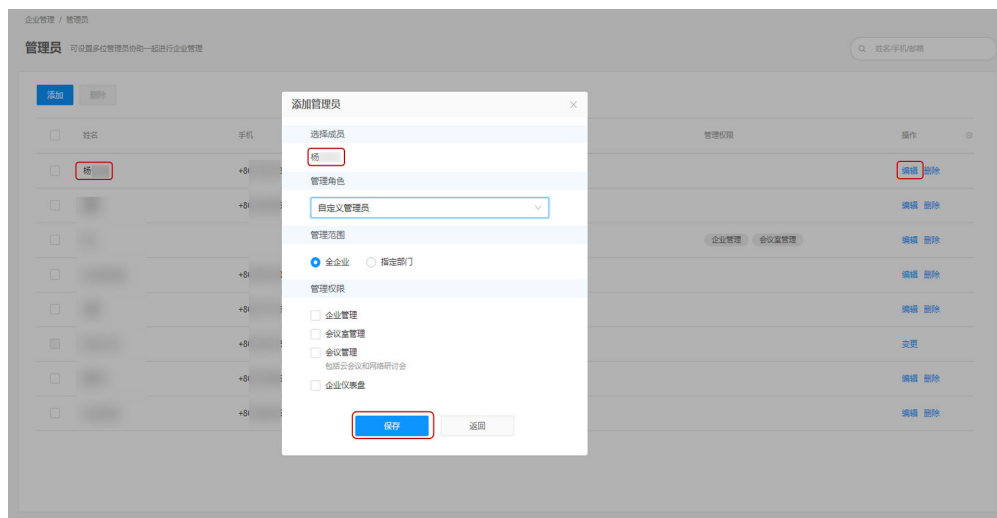 企业管理 / 管理员
管理员 可设置多位管理员协助一起进行企业管理
姓名/手机/邮箱
添加 删除
姓名 手机 管理权限 操作
杨 +86 编辑 删除
+86 编辑 删除
企业管理 会议室管理 编辑 删除
+86 编辑 删除
+86 编辑 删除
+86 变更
+86 编辑 删除
+86 编辑 删除
添加管理员
选择成员
杨
管理角色
自定义管理员
管理范围
全企业 指定部门
管理权限
企业管理
会议室管理
会议管理
包括云会议和网络研讨会
企业仪表盘
保存 返回